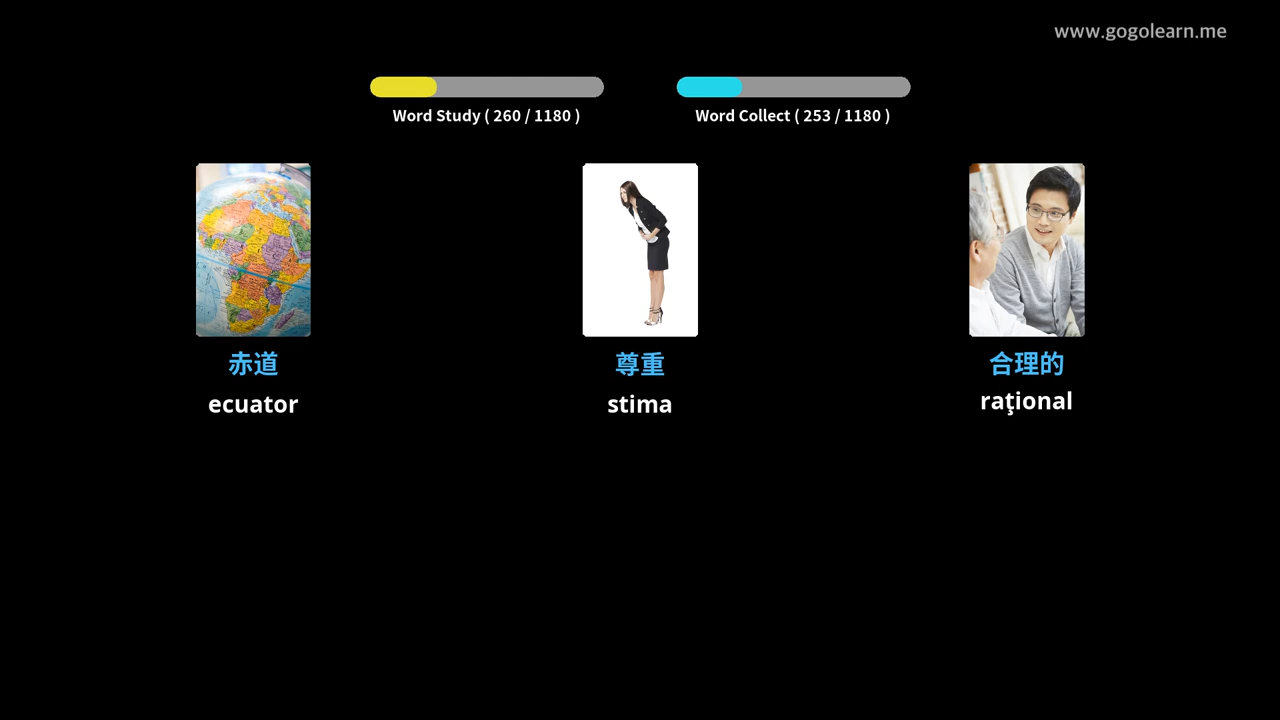 www.gogolearn.me
Word Study ( 260 / 1180 )
Word Collect ( 253 / 1180 )
赤道
ecuator
尊重
stima
合理的
raţional